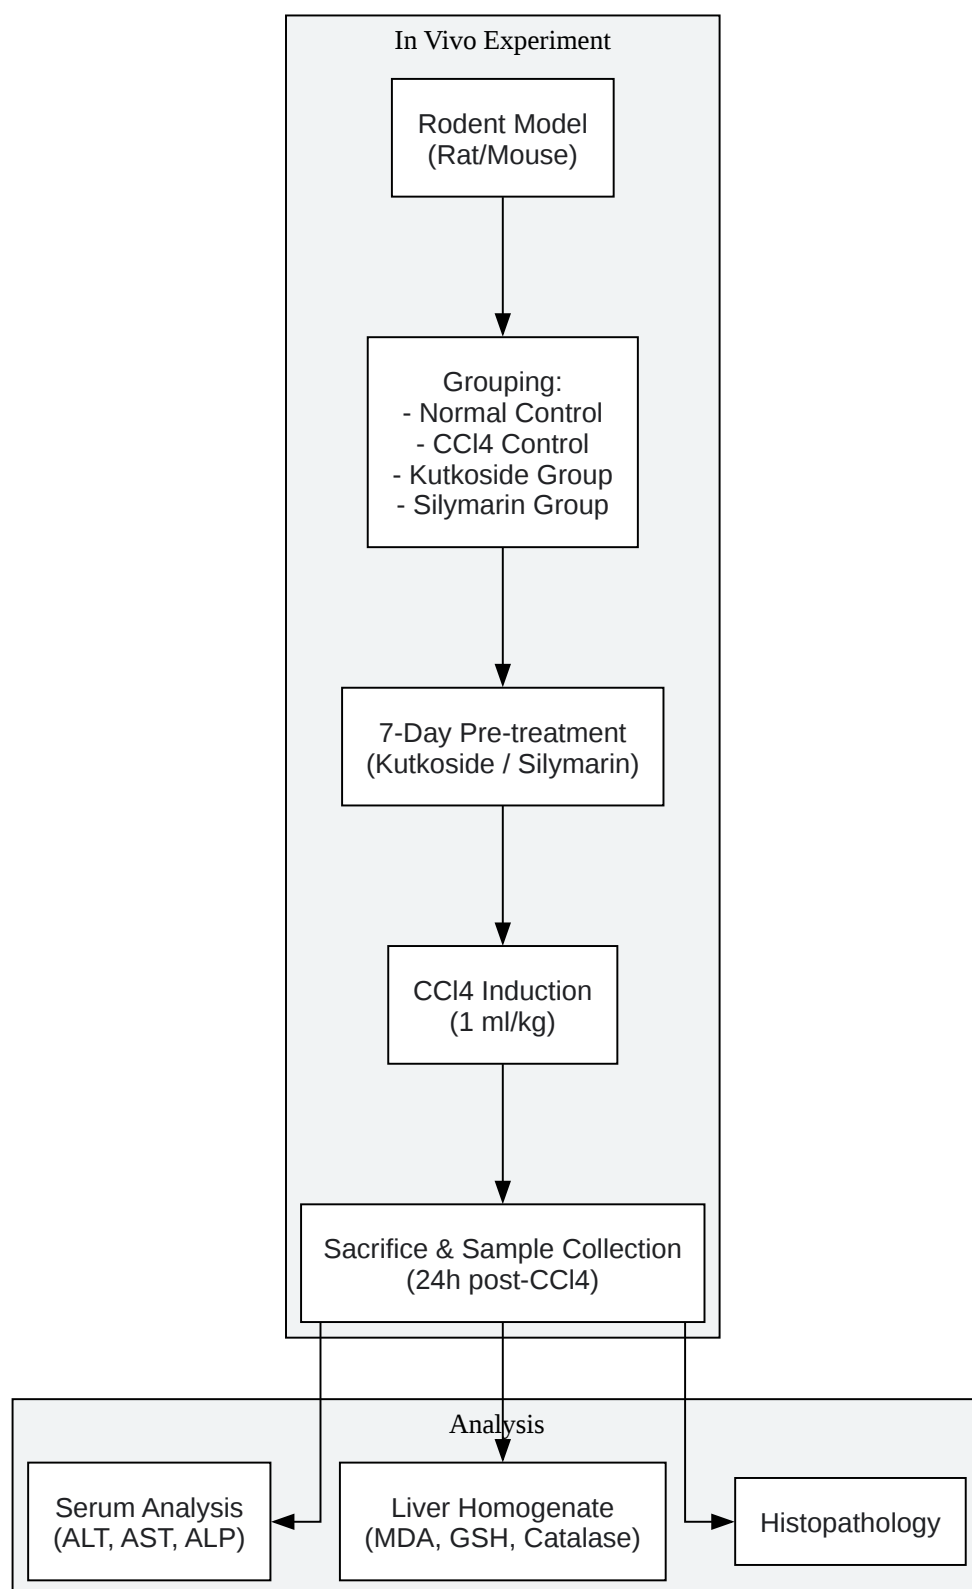 In Vivo Experiment
Rodent Model
(Rat/Mouse)
Grouping:
- Normal Control
- CCl4 Control
- Kutkoside Group
- Silymarin Group
7-Day Pre-treatment
(Kutkoside / Silymarin)
CCl4 Induction
(1 ml/kg)
Sacrifice & Sample Collection
(24h post-CCl4)
Analysis
Serum Analysis
(ALT, AST, ALP)
Liver Homogenate
(MDA, GSH, Catalase)
Histopathology